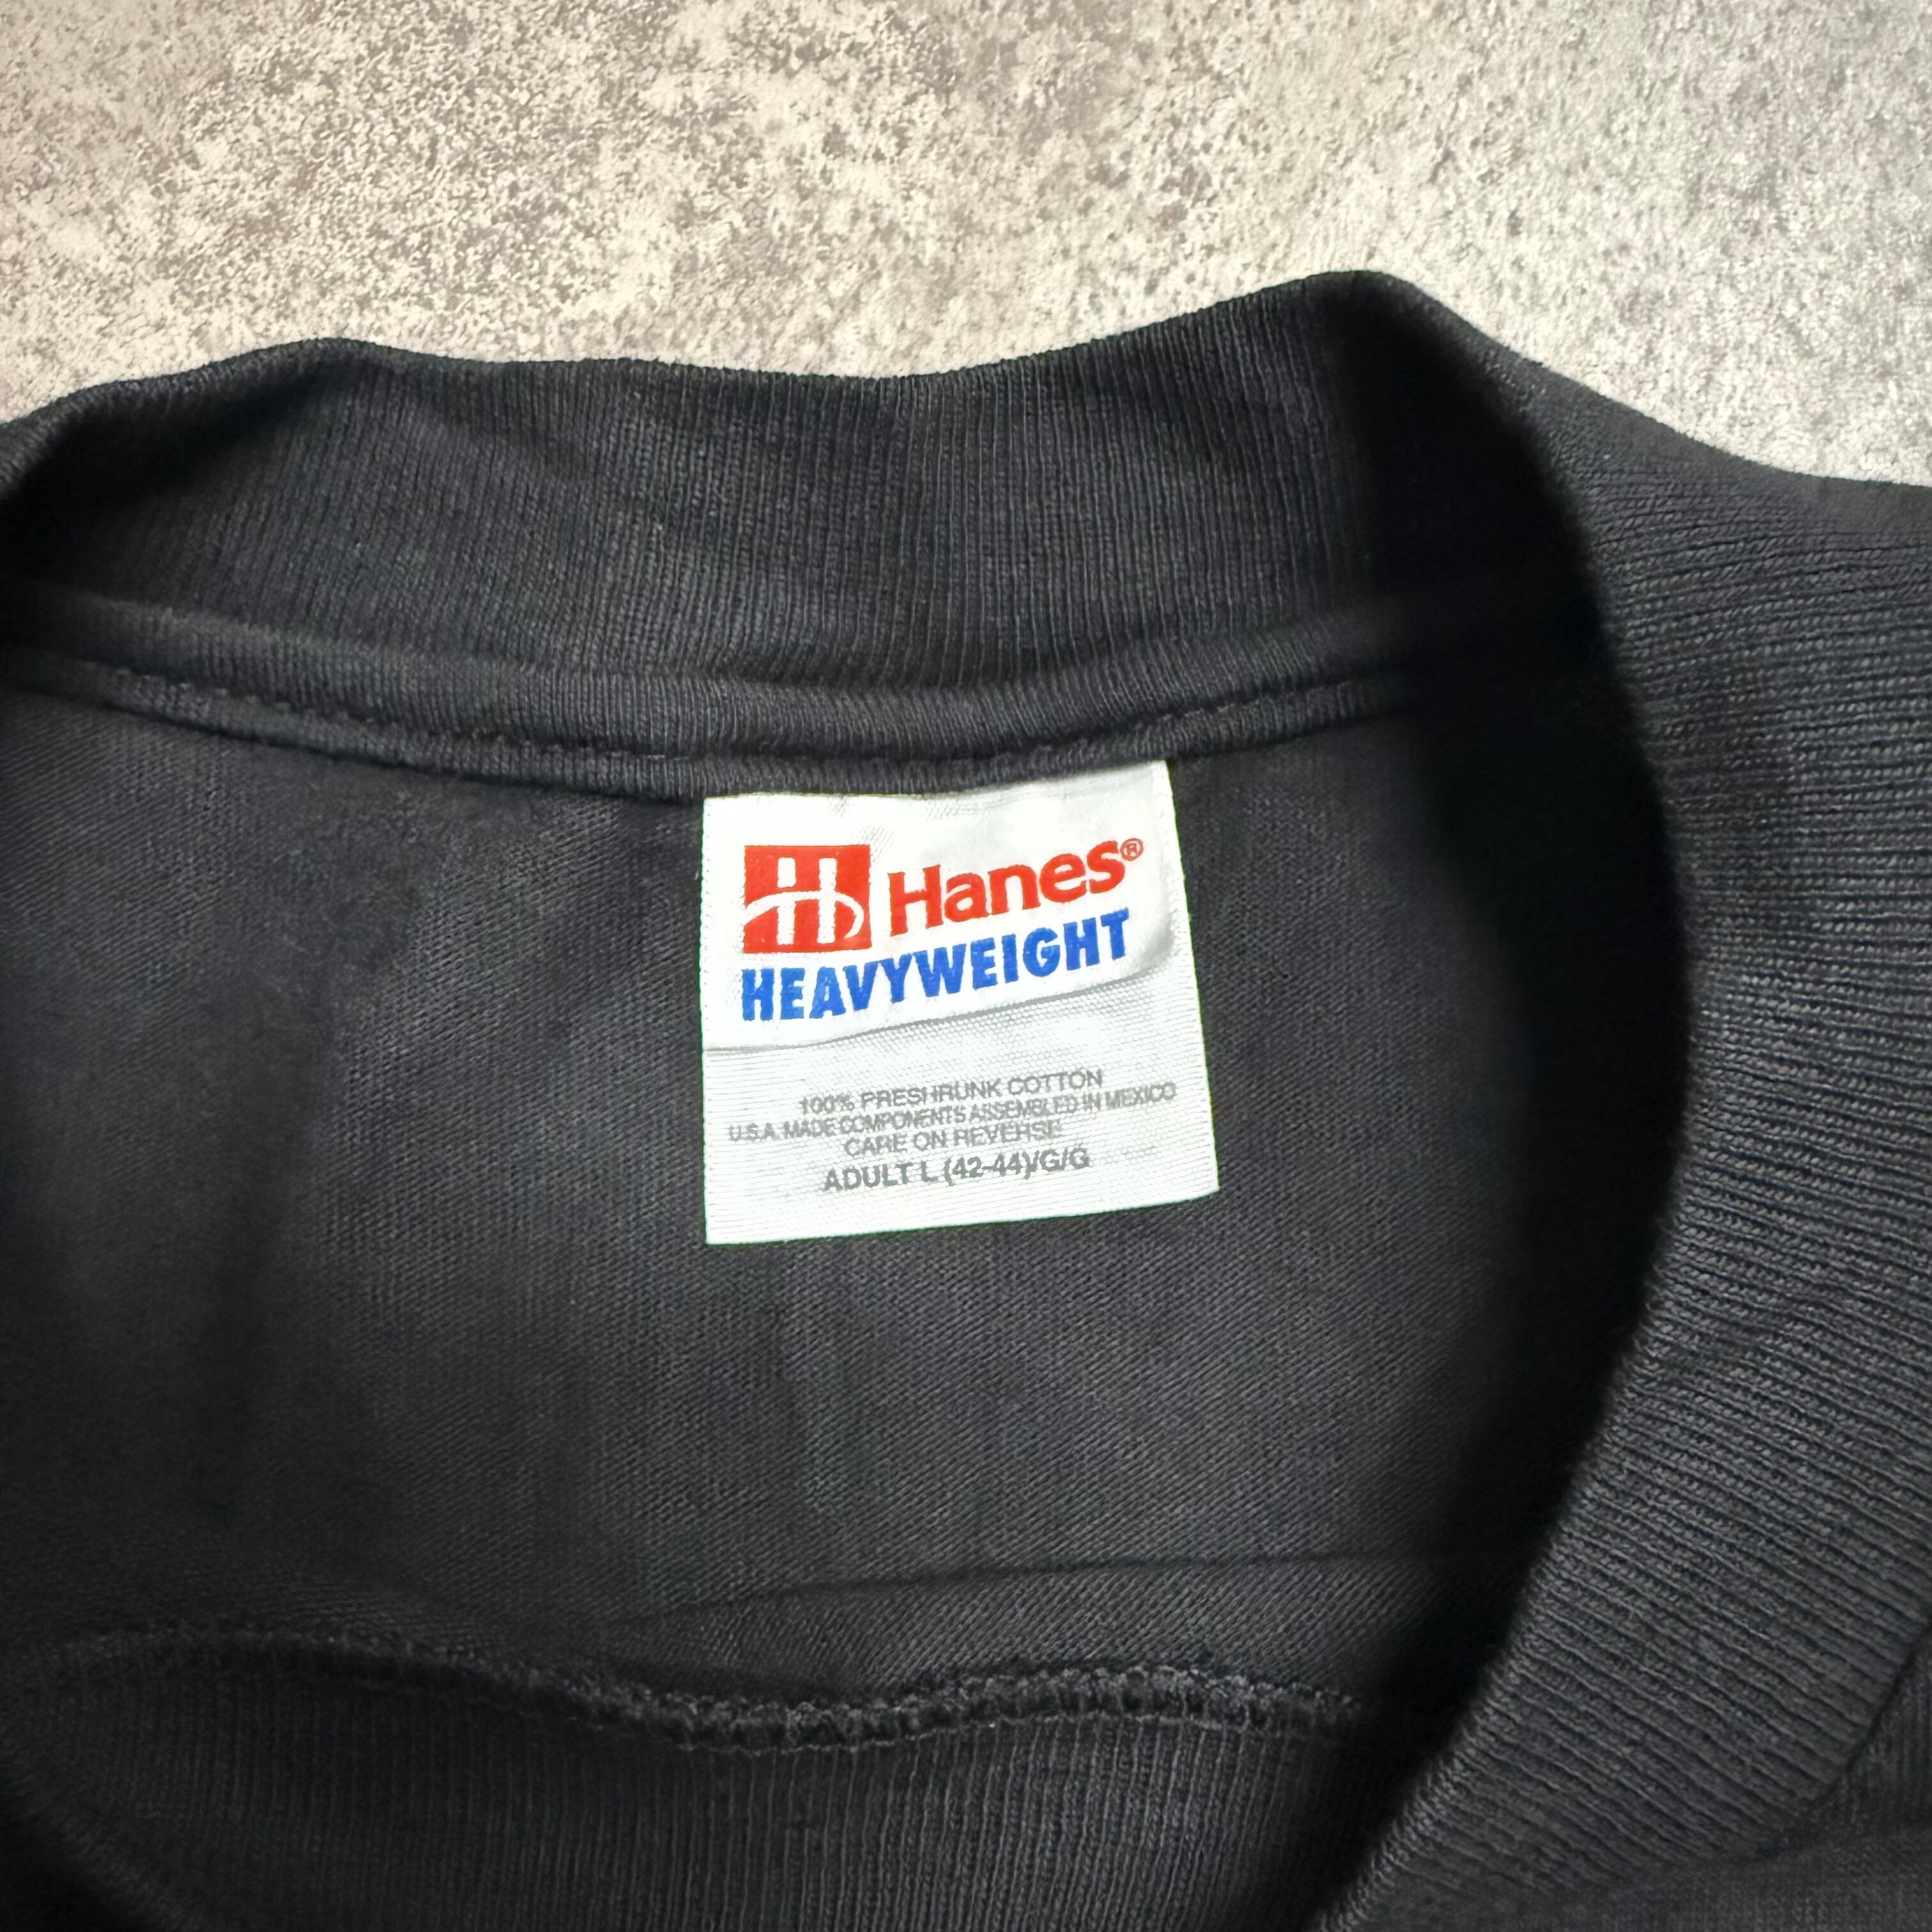 H Hanes®
HEAVYWEIGHT
100% PRESHRUNK COTTON
U.S.A. MADE COMPONENTS ASSEMBLED IN MEXICO
CARE ON REVERSE
ADULT L (42-44)/G/G